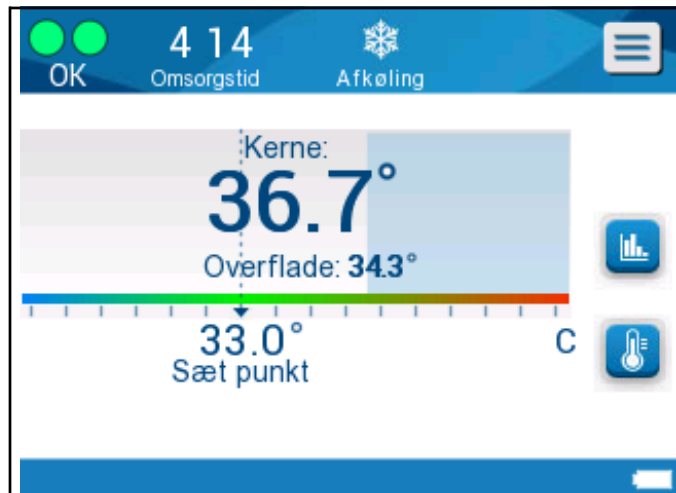 4 14
OK
Omsorgstid
Afkøling
Kerne:
36.7°
Overflade: 34.3°
33.0°
C
Sæt punkt